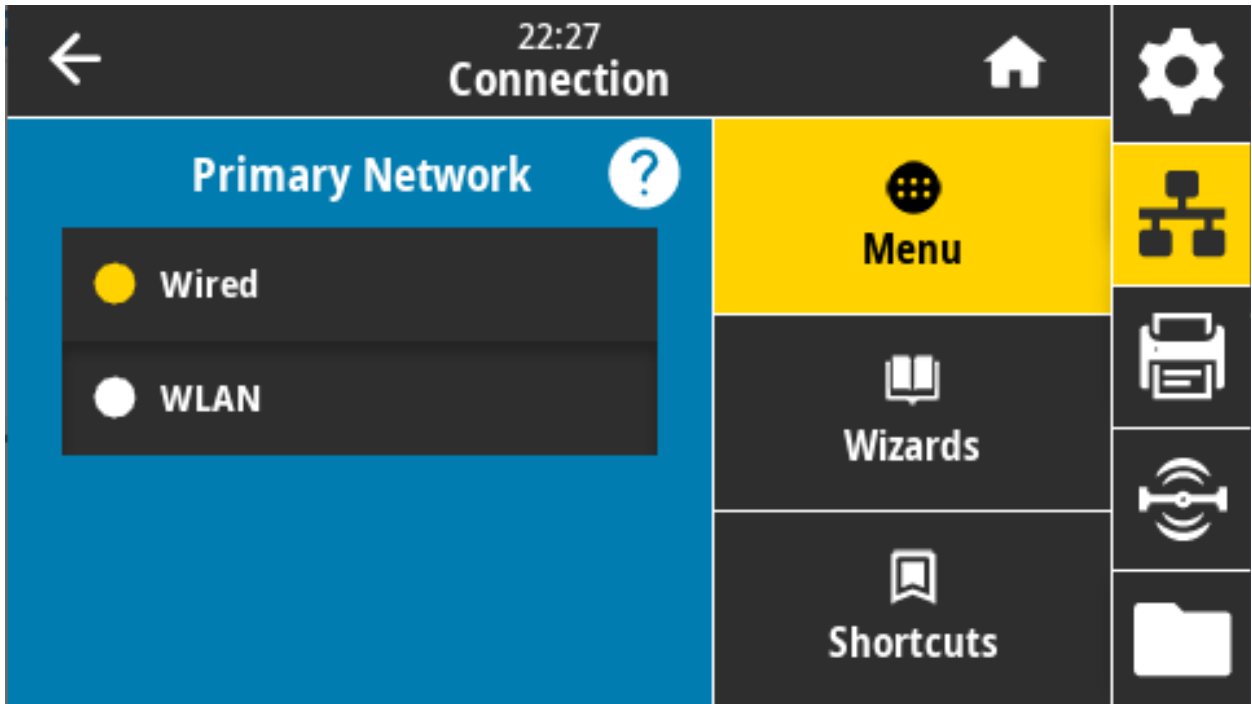 22:27
Connection
Primary Network
?
Wired
WLAN
Menu
Wizards
Shortcuts